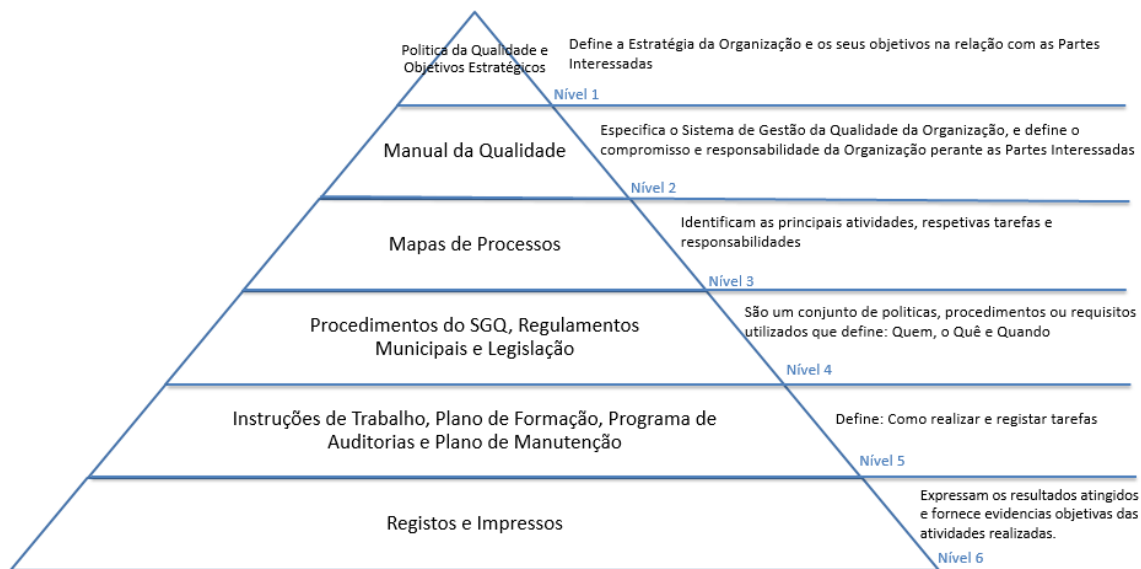 Politica da Qualidade e
Objetivos Estratégicos
Define a Estratégia da Organização e os seus objetivos na relação com as Partes
Interessadas
Nível 1
Manual da Qualidade
Especifica o Sistema de Gestão da Qualidade da Organização, e define o
compromisso e responsabilidade da Organização perante as Partes Interessadas
Nível 2
Mapas de Processos
Identificam as principais atividades, respetivas tarefas e
responsabilidades
Nível 3
Procedimentos do SGQ, Regulamentos
Municipais e Legislação
São um conjunto de politicas, procedimentos ou requisitos
utilizados que define: Quem, o Quê e Quando
Nível 4
Instruções de Trabalho, Plano de Formação, Programa de
Auditorias e Plano de Manutenção
Define: Como realizar e registar tarefas
Nível 5
Registos e Impressos
Expressam os resultados atingidos
e fornece evidencias objetivas das
atividades realizadas.
Nível 6